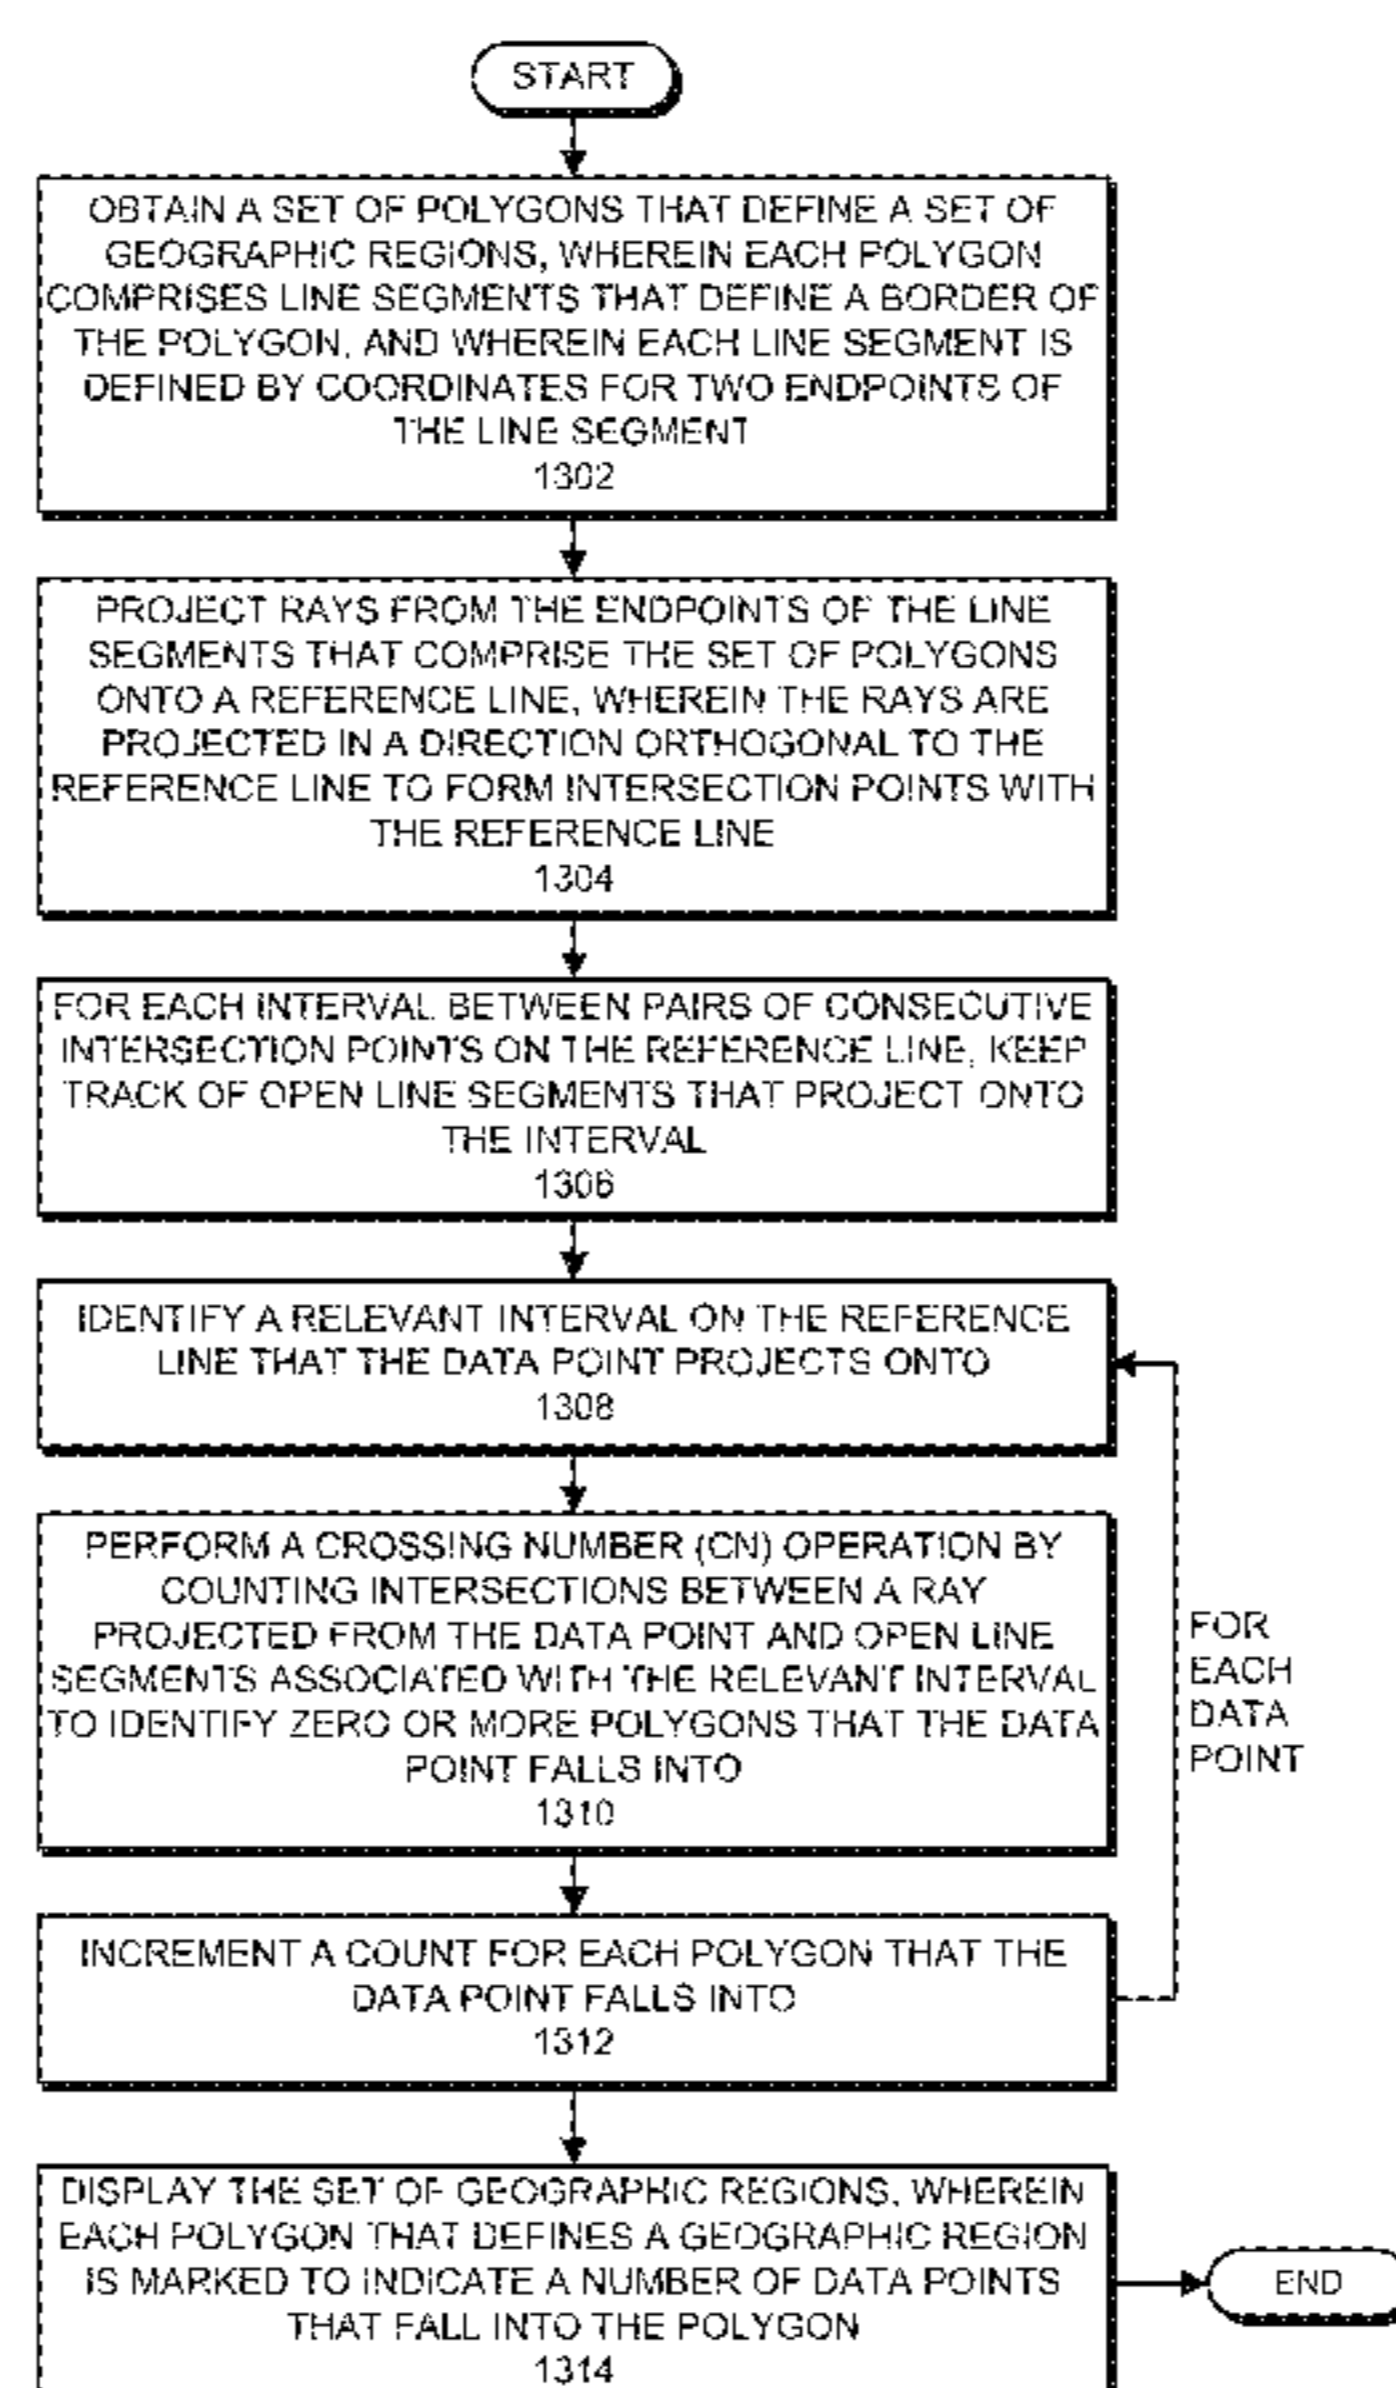 START
OBTAIN A SET OF POLYGONS THAT DEFINE A SET OF
GEOGRAPHIC REGIONS, WHEREIN EACH POLYGON
COMPRISES LINE SEGMENTS THAT DEFINE A BORDER OF
THE POLYGON, AND WHEREIN EACH LINE SEGMENT IS
DEFINED BY COORDINATES FOR TWO ENDPOINTS OF
THE LINE SEGMENT
1302
PROJECT RAYS FROM THE ENDPOINTS OF THE LINE
SEGMENTS THAT COMPRISE THE SET OF POLYGONS
ONTO A REFERENCE LINE, WHEREIN THE RAYS ARE
PROJECTED IN A DIRECTION ORTHOGONAL TO THE
REFERENCE LINE TO FORM INTERSECTION POINTS WITH
THE REFERENCE LINE
1304
FOR EACH INTERVAL BETWEEN PAIRS OF CONSECUTIVE
INTERSECTION POINTS ON THE REFERENCE LINE, KEEP
TRACK OF OPEN LINE SEGMENTS THAT PROJECT ONTO
THE INTERVAL
1306
IDENTIFY A RELEVANT INTERVAL ON THE REFERENCE
LINE THAT THE DATA POINT PROJECTS ONTO
1308
PERFORM A CROSSING NUMBER (CN) OPERATION BY
COUNTING INTERSECTIONS BETWEEN A RAY
PROJECTED FROM THE DATA POINT AND OPEN LINE
SEGMENTS ASSOCIATED WITH THE RELEVANT INTERVAL
TO IDENTIFY ZERO OR MORE POLYGONS THAT THE DATA
POINT FALLS INTO
1310
FOR
EACH
DATA
POINT
INCREMENT A COUNT FOR EACH POLYGON THAT THE
DATA POINT FALLS INTO
1312
DISPLAY THE SET OF GEOGRAPHIC REGIONS, WHEREIN
EACH POLYGON THAT DEFINES A GEOGRAPHIC REGION
IS MARKED TO INDICATE A NUMBER OF DATA POINTS
THAT FALL INTO THE POLYGON
1314
END